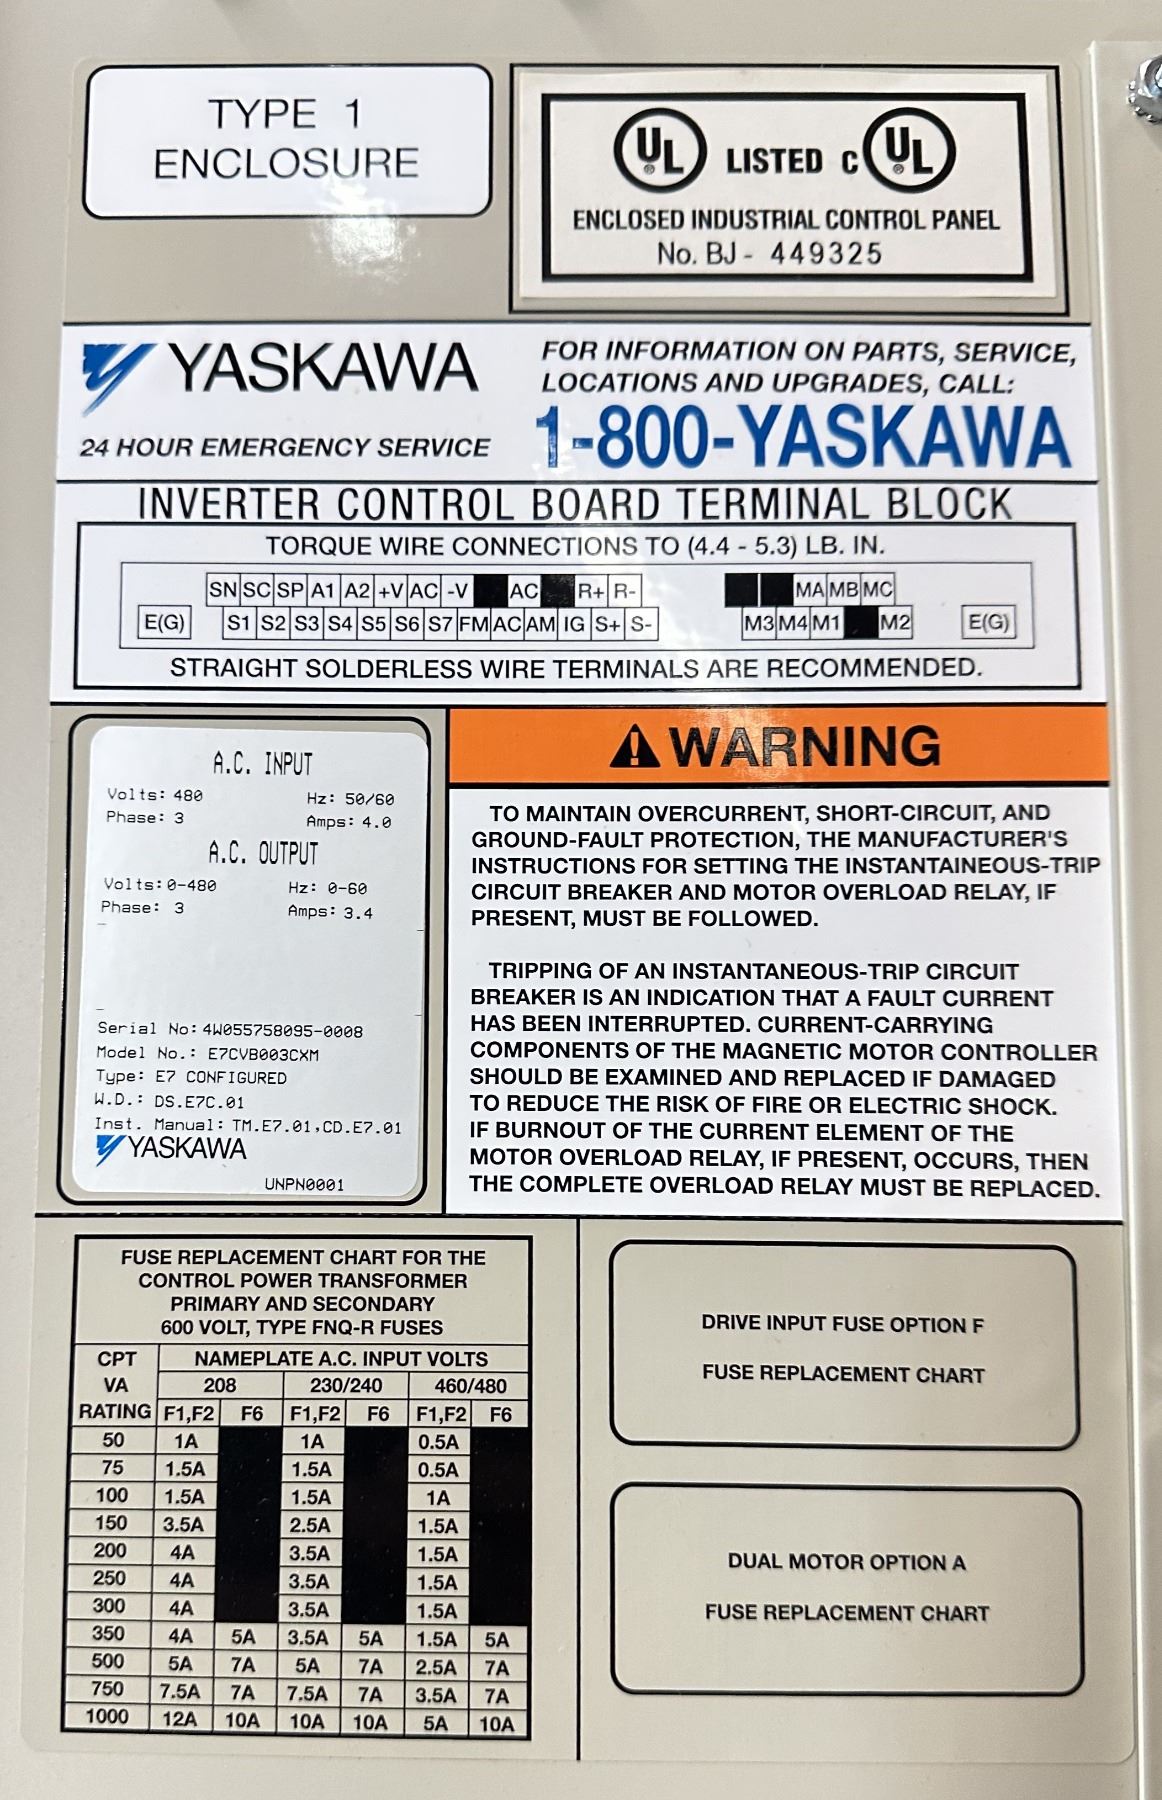 TYPE 1
ENCLOSURE
UL ® LISTED C UL ®
ENCLOSED INDUSTRIAL CONTROL PANEL
No. BJ - 449325
YASKAWA
24 HOUR EMERGENCY SERVICE
FOR INFORMATION ON PARTS, SERVICE,
LOCATIONS AND UPGRADES, CALL:
1-800-YASKAWA
INVERTER CONTROL BOARD TERMINAL BLOCK
TORQUE WIRE CONNECTIONS TO (4.4 - 5.3) LB. IN.
SN SC SP A1 A2 +V AC -V AC R+ R- MA MB MC
E(G) S1 S2 S3 S4 S5 S6 S7 FM AC AM IG S+ S- M3 M4 M1 M2 E(G)
STRAIGHT SOLDERLESS WIRE TERMINALS ARE RECOMMENDED.
A.C. INPUT
Volts: 480 Hz: 50/60
Phase: 3 Amps: 4.0
A.C. OUTPUT
Volts: 0-480 Hz: 0-60
Phase: 3 Amps: 3.4
Serial No: 4W055758095-0008
Model No.: E7CVB003CXM
Type: E7 CONFIGURED
W.D.: DS.E7C.01
Inst. Manual: TM.E7.01,CD.E7.01
YASKAWA
UNPN0001
WARNING
TO MAINTAIN OVERCURRENT, SHORT-CIRCUIT, AND
GROUND-FAULT PROTECTION, THE MANUFACTURER'S
INSTRUCTIONS FOR SETTING THE INSTANTAINEOUS-TRIP
CIRCUIT BREAKER AND MOTOR OVERLOAD RELAY, IF
PRESENT, MUST BE FOLLOWED.
TRIPPING OF AN INSTANTANEOUS-TRIP CIRCUIT
BREAKER IS AN INDICATION THAT A FAULT CURRENT
HAS BEEN INTERRUPTED. CURRENT-CARRYING
COMPONENTS OF THE MAGNETIC MOTOR CONTROLLER
SHOULD BE EXAMINED AND REPLACED IF DAMAGED
TO REDUCE THE RISK OF FIRE OR ELECTRIC SHOCK.
IF BURNOUT OF THE CURRENT ELEMENT OF THE
MOTOR OVERLOAD RELAY, IF PRESENT, OCCURS, THEN
THE COMPLETE OVERLOAD RELAY MUST BE REPLACED.
FUSE REPLACEMENT CHART FOR THE
CONTROL POWER TRANSFORMER
PRIMARY AND SECONDARY
600 VOLT, TYPE FNQ-R FUSES
CPT NAMEPLATE A.C. INPUT VOLTS
VA 208 230/240 460/480
RATING F1,F2 F6 F1,F2 F6 F1,F2 F6
50 1A 1A 0.5A
75 1.5A 1.5A 0.5A
100 1.5A 1.5A 1A
150 3.5A 2.5A 1.5A
200 4A 3.5A 1.5A
250 4A 3.5A 1.5A
300 4A 3.5A 1.5A
350 4A 5A 3.5A 5A 1.5A 5A
500 5A 7A 5A 7A 2.5A 7A
750 7.5A 7A 7.5A 7A 3.5A 7A
1000 12A 10A 10A 10A 5A 10A
DRIVE INPUT FUSE OPTION F
FUSE REPLACEMENT CHART
DUAL MOTOR OPTION A
FUSE REPLACEMENT CHART